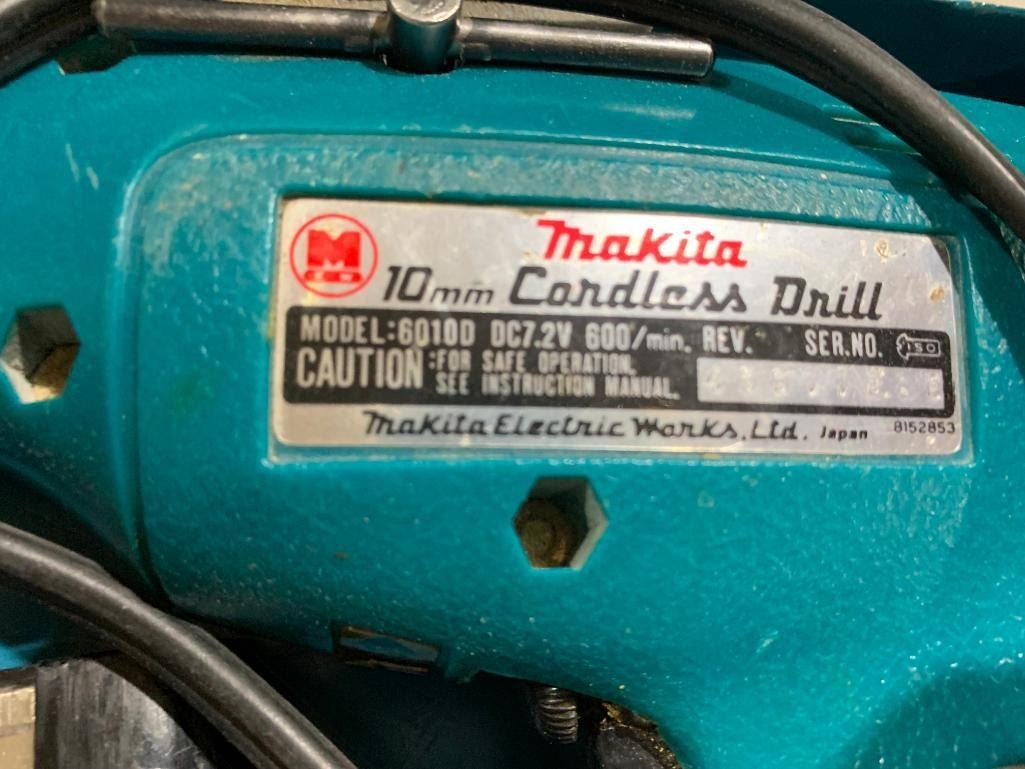 M
Makita
10mm Cordless Drill
MODEL:6010D DC7.2V 600/min. REV. SER.NO. ISO
CAUTION :FOR SAFE OPERATION,
SEE INSTRUCTION MANUAL.
Makita Electric Works, Ltd. Japan 8152853